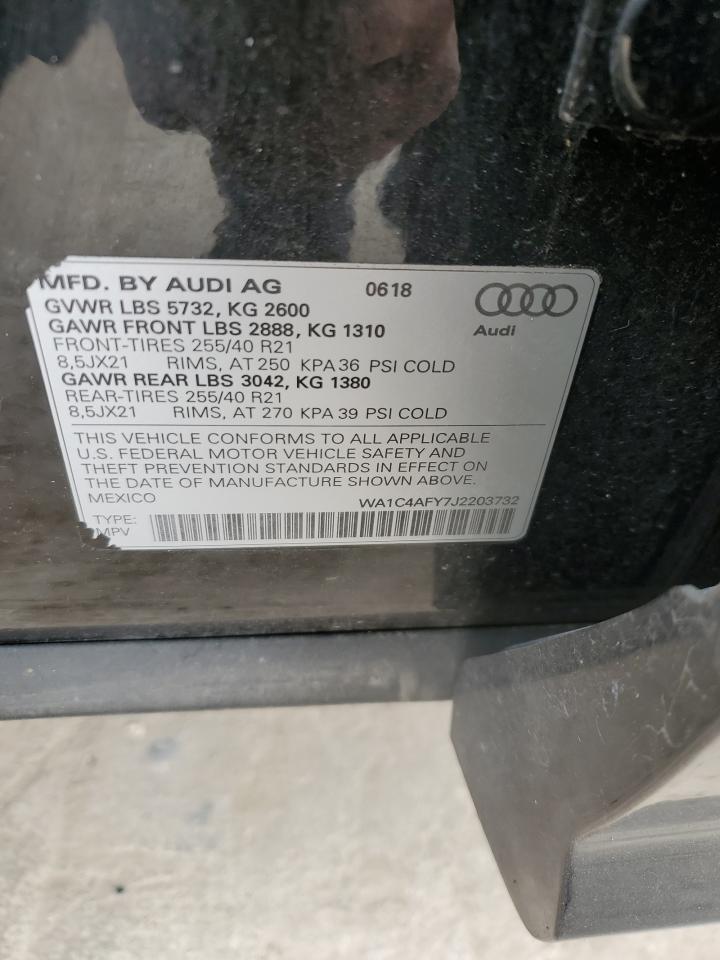 MFD. BY AUDI AG 0618
GVWR LBS 5732, KG 2600
GAWR FRONT LBS 2888, KG 1310
Audi
FRONT-TIRES 255/40 R21
8,5JX21 RIMS, AT 250 KPA 36 PSI COLD
GAWR REAR LBS 3042, KG 1380
REAR-TIRES 255/40 R21
8,5JX21 RIMS, AT 270 KPA 39 PSI COLD
THIS VEHICLE CONFORMS TO ALL APPLICABLE
U.S. FEDERAL MOTOR VEHICLE SAFETY AND
THEFT PREVENTION STANDARDS IN EFFECT ON
THE DATE OF MANUFACTURE SHOWN ABOVE.
MEXICO WA1C4AFY7J2203732
TYPE:
MPV